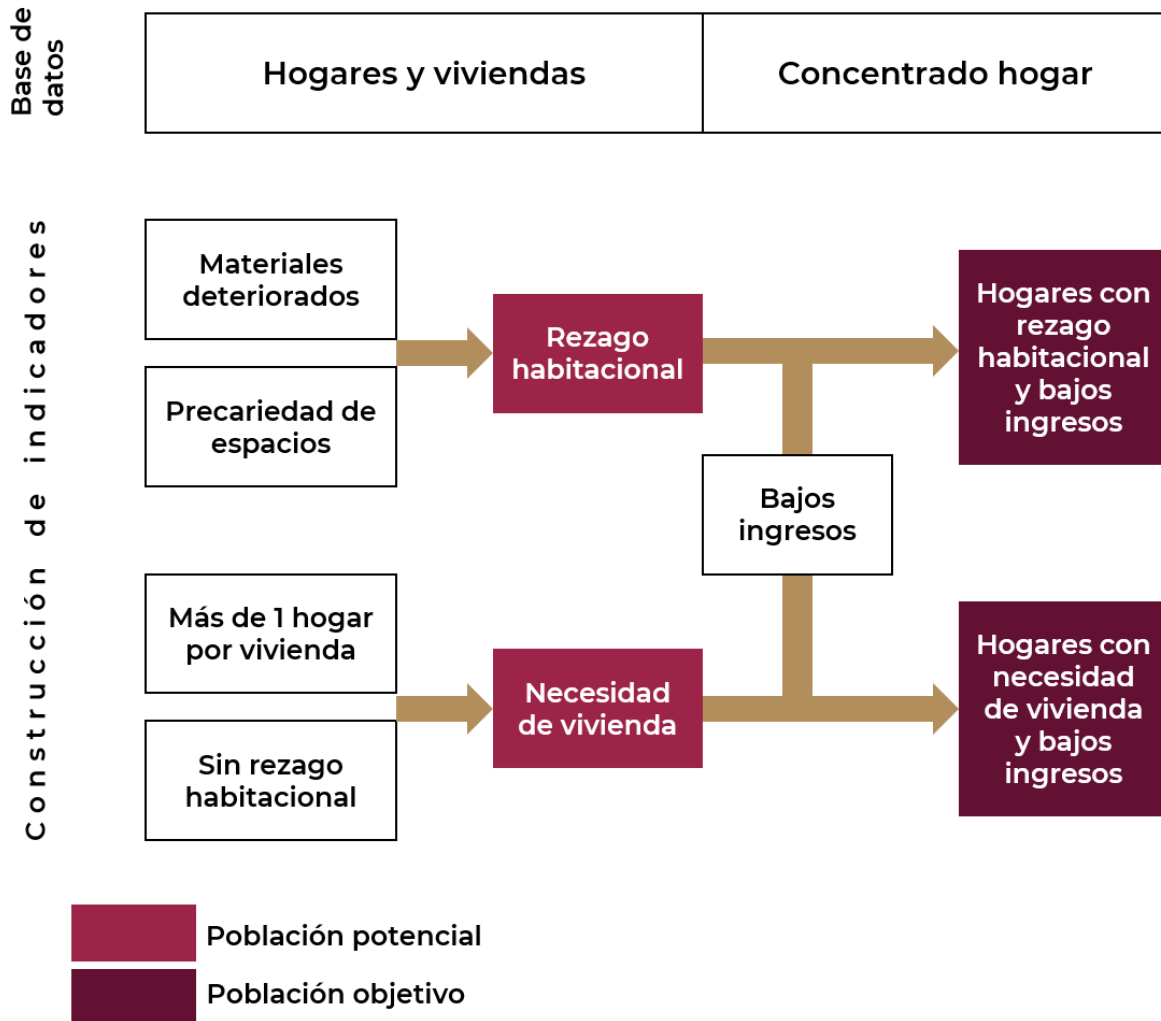 Base de
datos
Hogares y viviendas
Concentrado hogar
Construcción de indicadores
Materiales
deteriorados
Precariedad de
espacios
Rezago
habitacional
Hogares con
rezago
habitacional
y bajos
ingresos
Bajos
ingresos
Más de 1 hogar
por vivienda
Sin rezago
habitacional
Necesidad
de vivienda
Hogares con
necesidad
de vivienda
y bajos
ingresos
Población potencial
Población objetivo